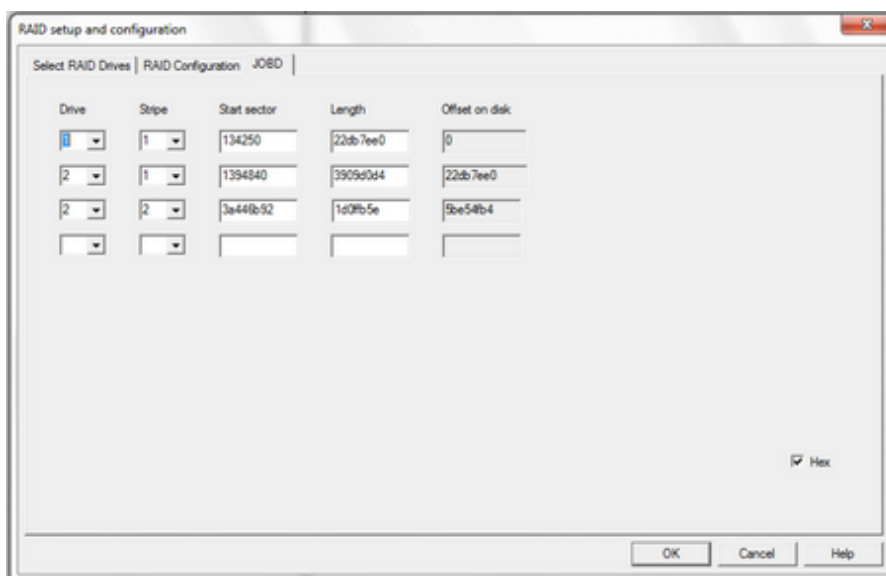 RAID setup and configuration
Select RAID Drives RAID Configuration JOBD
Drive Stripe Start sector Length Offset on disk
1 1 134250 22db7ee0 0
2 1 1394840 3909d0d4 22db7ee0
2 2 3a446b92 1d0ffb5e 5be54fb4
Hex
OK Cancel Help